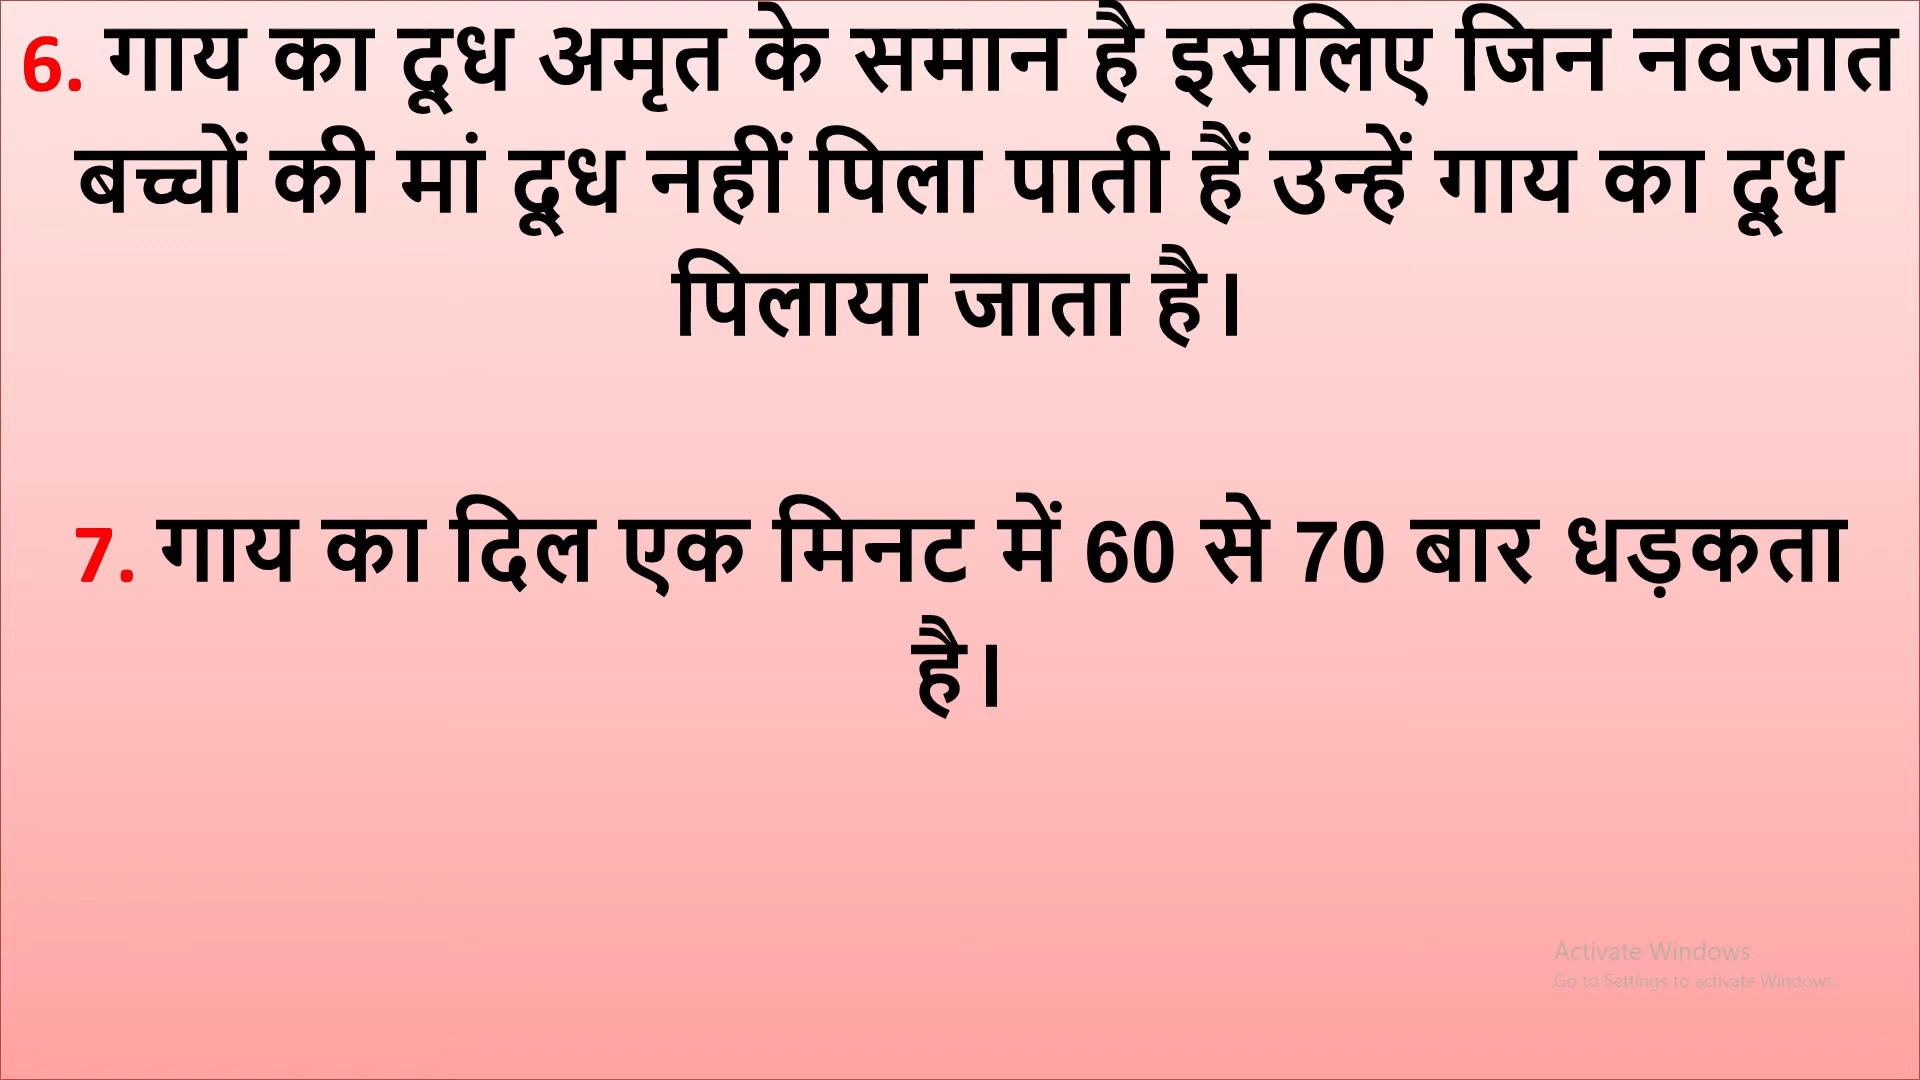 6. गाय का दूध अमृत के समान है इसलिए जिन नवजात
बच्चों की मां दूध नहीं पिला पाती हैं उन्हें गाय का दूध
पिलाया जाता है।
7. गाय का दिल एक मिनट में 60 से 70 बार धड़कता
है।
Activate Windows
Go to Settings to activate Windows.